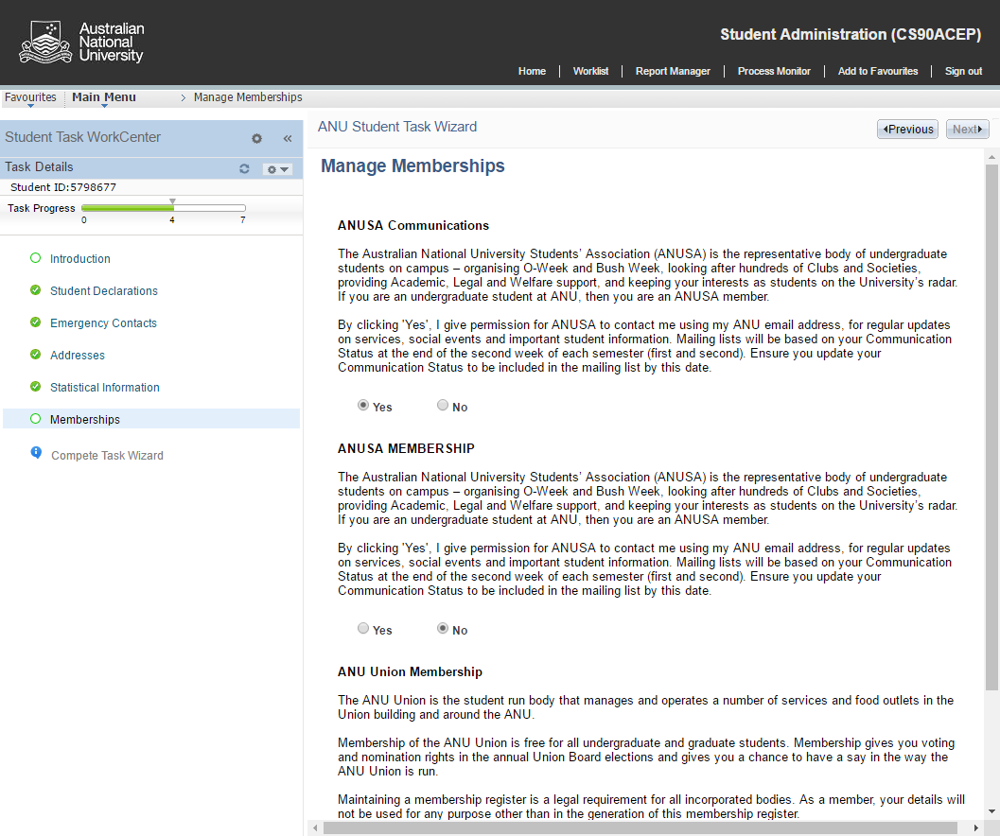 Australian
National
University
Student Administration (CS90ACEP)
Home Worklist Report Manager Process Monitor Add to Favourites Sign out
Favourites Main Menu > Manage Memberships
Student Task WorkCenter «
Task Details
Student ID:5798677
Task Progress
0 4 7
Introduction
Student Declarations
Emergency Contacts
Addresses
Statistical Information
Memberships
Compete Task Wizard
ANU Student Task Wizard
Previous Next
Manage Memberships
ANUSA Communications
The Australian National University Students’ Association (ANUSA) is the representative body of undergraduate
students on campus – organising O-Week and Bush Week, looking after hundreds of Clubs and Societies,
providing Academic, Legal and Welfare support, and keeping your interests as students on the University’s radar.
If you are an undergraduate student at ANU, then you are an ANUSA member.
By clicking 'Yes', I give permission for ANUSA to contact me using my ANU email address, for regular updates
on services, social events and important student information. Mailing lists will be based on your Communication
Status at the end of the second week of each semester (first and second). Ensure you update your
Communication Status to be included in the mailing list by this date.
Yes No
ANUSA MEMBERSHIP
The Australian National University Students’ Association (ANUSA) is the representative body of undergraduate
students on campus – organising O-Week and Bush Week, looking after hundreds of Clubs and Societies,
providing Academic, Legal and Welfare support, and keeping your interests as students on the University’s radar.
If you are an undergraduate student at ANU, then you are an ANUSA member.
By clicking 'Yes', I give permission for ANUSA to contact me using my ANU email address, for regular updates
on services, social events and important student information. Mailing lists will be based on your Communication
Status at the end of the second week of each semester (first and second). Ensure you update your
Communication Status to be included in the mailing list by this date.
Yes No
ANU Union Membership
The ANU Union is the student run body that manages and operates a number of services and food outlets in the
Union building and around the ANU.
Membership of the ANU Union is free for all undergraduate and graduate students. Membership gives you voting
and nomination rights in the annual Union Board elections and gives you a chance to have a say in the way the
ANU Union is run.
Maintaining a membership register is a legal requirement for all incorporated bodies. As a member, your details will
not be used for any purpose other than in the generation of this membership register.